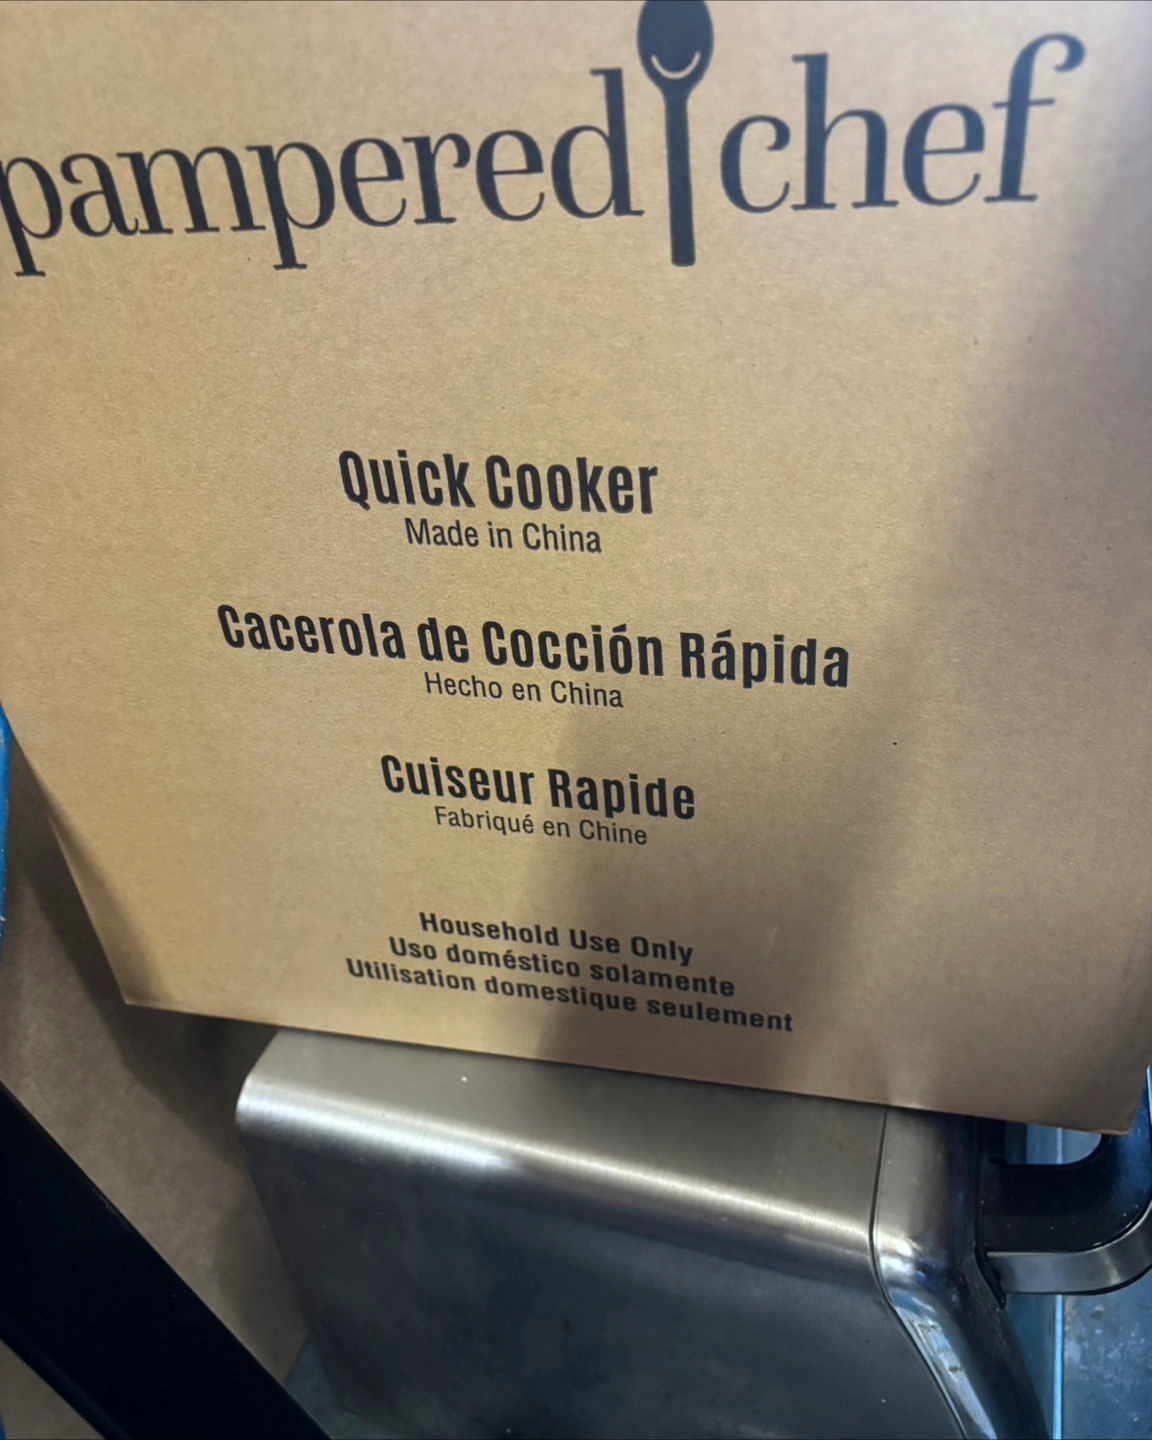 pampered chef
Quick Cooker
Made in China
Cacerola de Cocción Rápida
Hecho en China
Cuiseur Rapide
Fabriqué en Chine
Household Use Only
Uso doméstico solamente
Utilisation domestique seulement